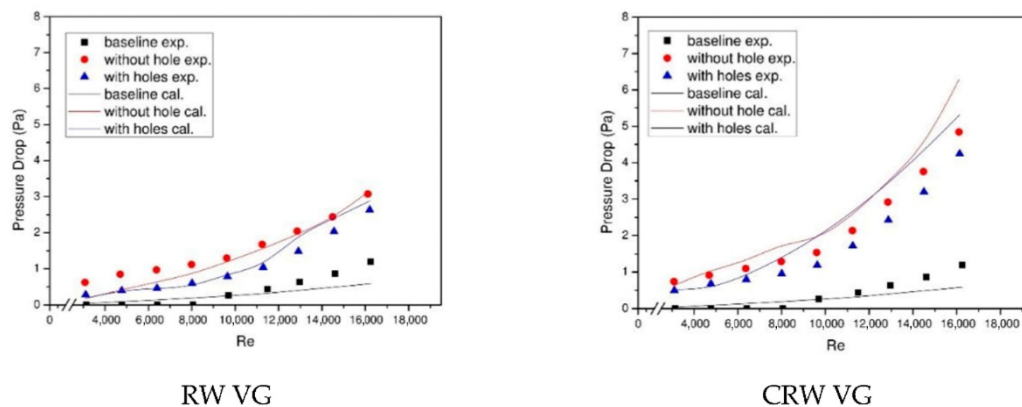 8
7
6
5
4
3
2
1
0
Pressure Drop (Pa)
baseline exp.
without hole exp.
with holes exp.
baseline cal.
without hole cal.
with holes cal.
0 4,000 6,000 8,000 10,000 12,000 14,000 16,000 18,000
Re
RW VG
8
7
6
5
4
3
2
1
0
Pressure Drop (Pa)
baseline exp.
without hole exp.
with holes exp.
baseline cal.
without hole cal.
with holes cal.
0 4,000 6,000 8,000 10,000 12,000 14,000 16,000 18,000
Re
CRW VG